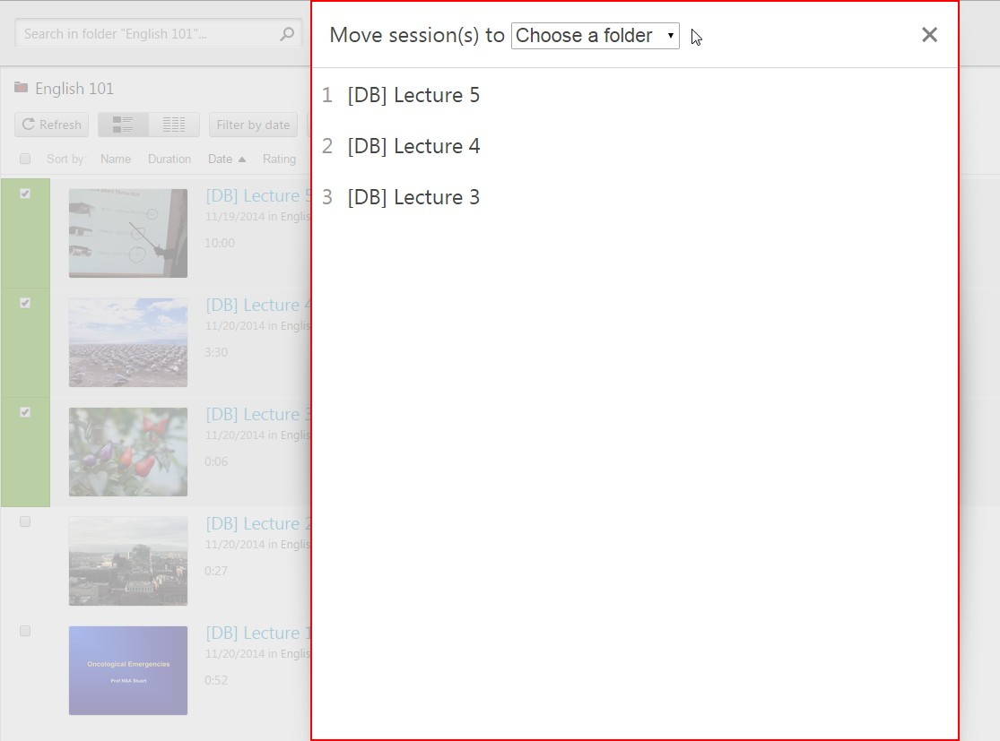 Search in folder "English 101"...
Move session(s) to Choose a folder
English 101
Refresh
Filter by date
Sort by: Name Duration Date Rating
1 [DB] Lecture 5
2 [DB] Lecture 4
3 [DB] Lecture 3
[DB] Lecture 5
11/19/2014 in Englis
10:00
[DB] Lecture 4
11/20/2014 in Englis
3:30
[DB] Lecture 3
11/20/2014 in Englis
0:06
[DB] Lecture 2
11/20/2014 in Englis
0:27
[DB] Lecture 1
11/20/2014 in Englis
0:52
Oncological Emergencies
Prof NSA Stuart